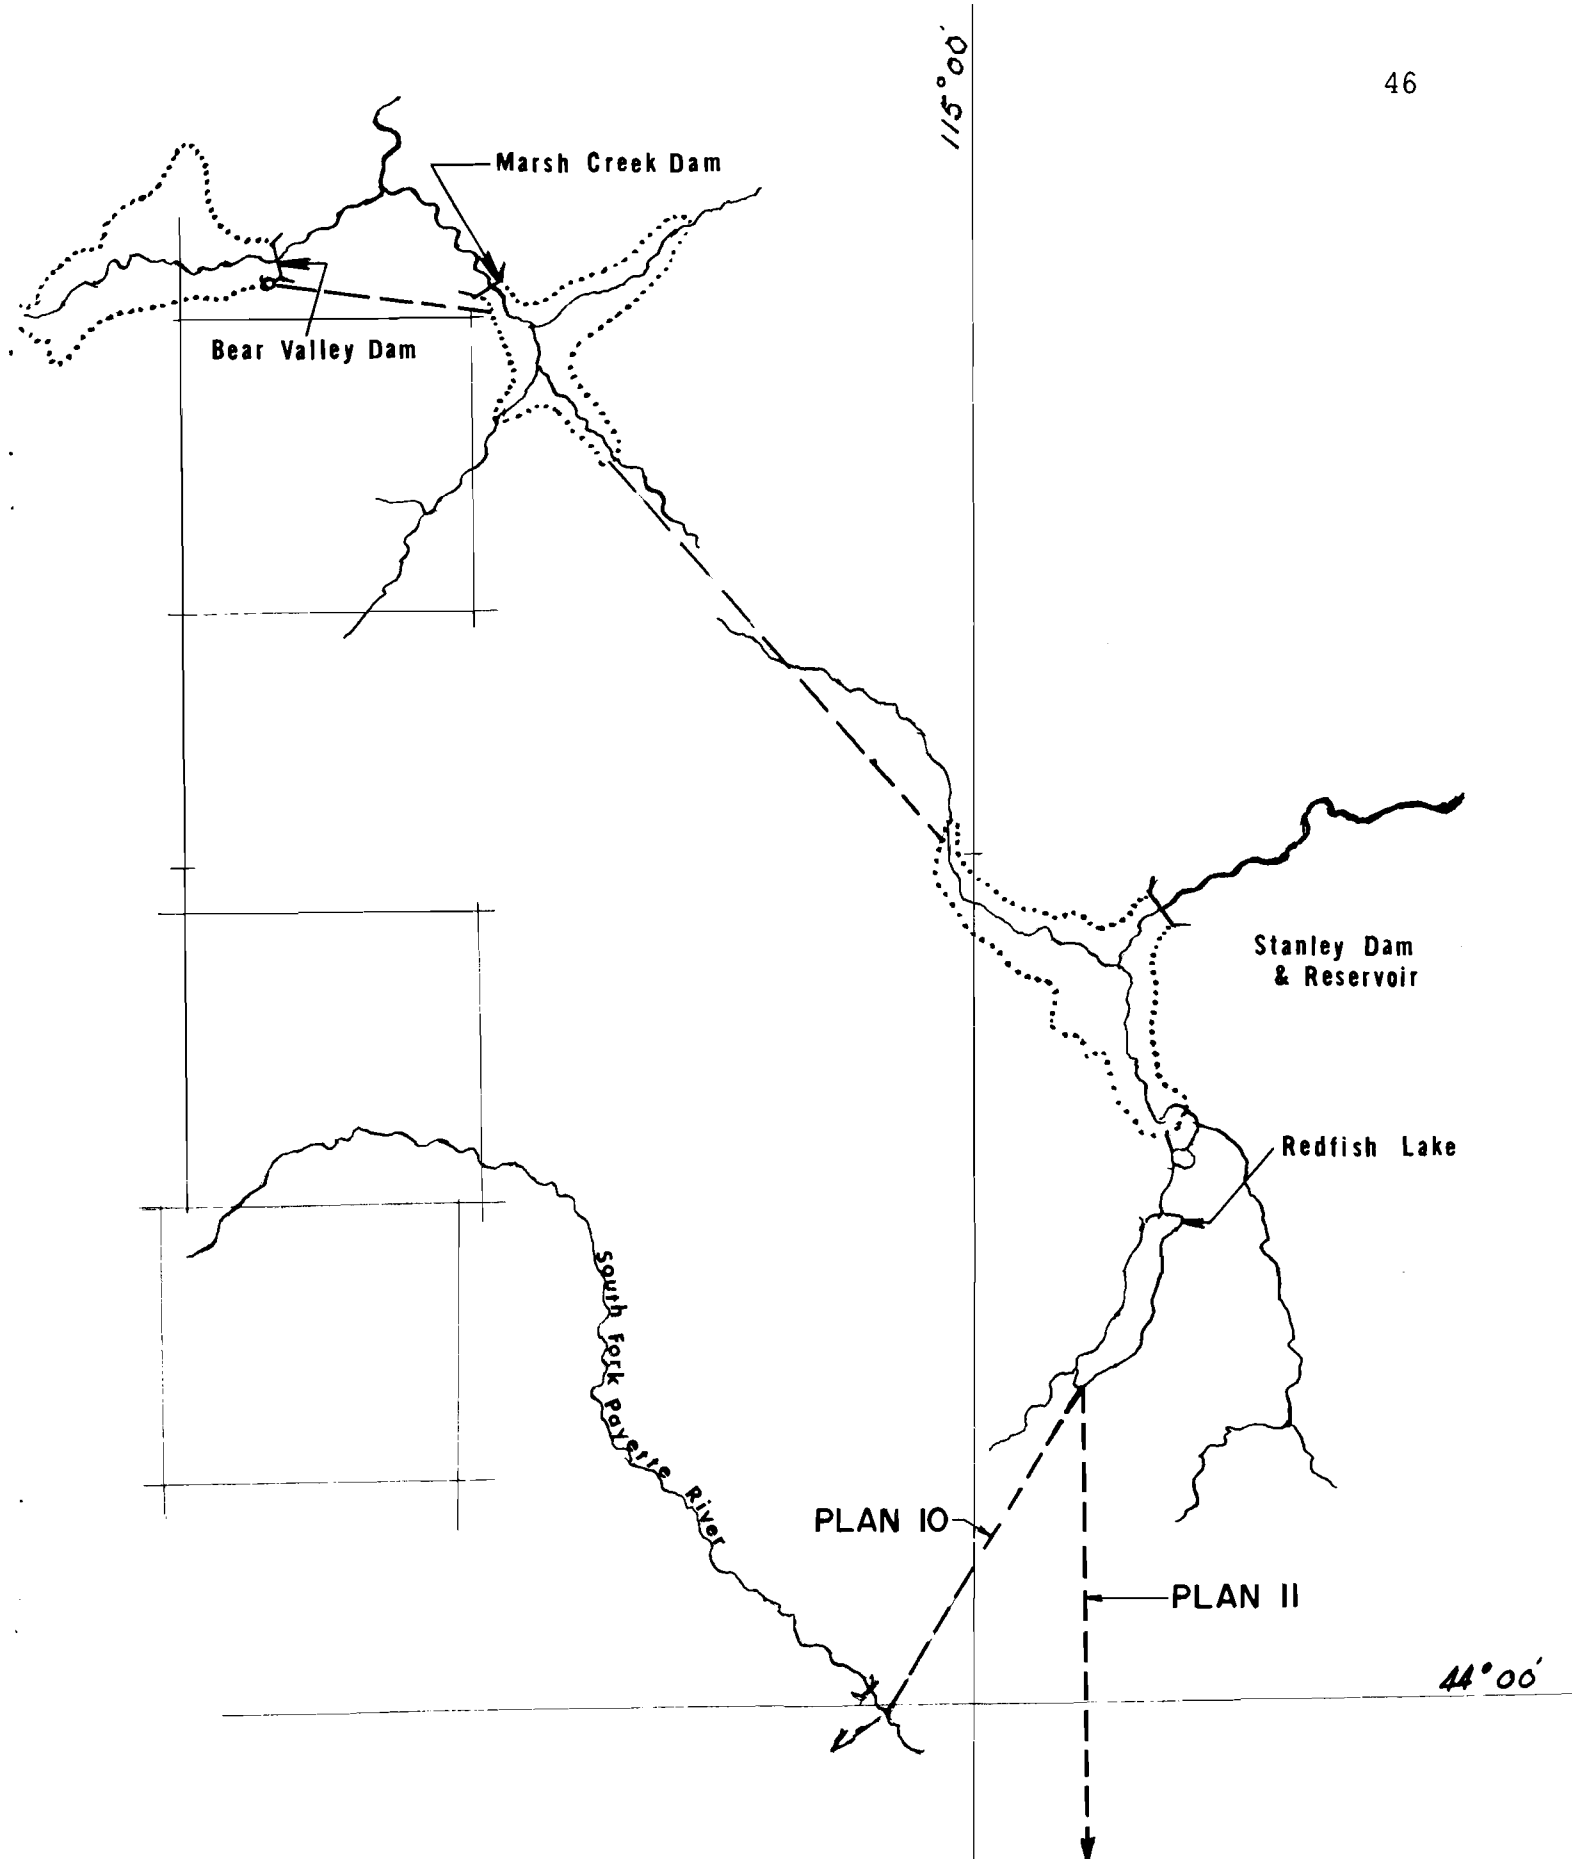 46
115°00'
Marsh Creek Dam
Bear Valley Dam
Stanley Dam
& Reservoir
Redfish Lake
South Fork Payette River
PLAN 10
PLAN 11
44°00'